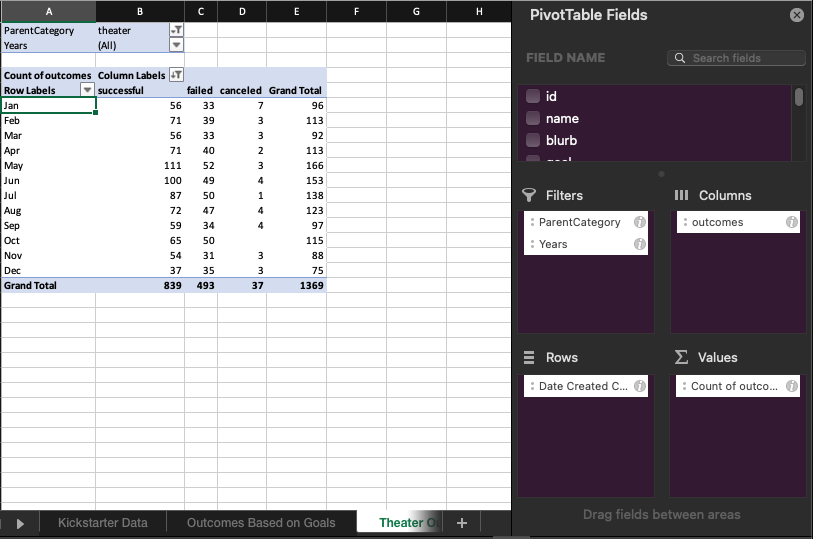 A B C D E F G H
ParentCategory theater
Years (All)
Count of outcomes Column Labels
Row Labels successful failed canceled Grand Total
Jan 56 33 7 96
Feb 71 39 3 113
Mar 56 33 3 92
Apr 71 40 2 113
May 111 52 3 166
Jun 100 49 4 153
Jul 87 50 1 138
Aug 72 47 4 123
Sep 59 34 4 97
Oct 65 50 115
Nov 54 31 3 88
Dec 37 35 3 75
Grand Total 839 493 37 1369
Kickstarter Data Outcomes Based on Goals Theater O +
PivotTable Fields
FIELD NAME Search fields
id
name
blurb
Filters
ParentCategory
Years
Columns
outcomes
Rows
Date Created C...
Values
Count of outco...
Drag fields between areas